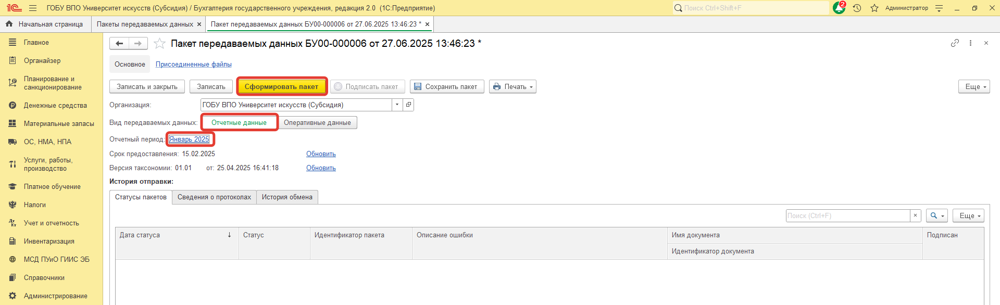 1С ГОБУ ВПО Университет искусств (Субсидия) / Бухгалтерия государственного учреждения, редакция 2.0 (1С:Предприятие) Поиск Ctrl+Shift+F 2 Администратор
Начальная страница Пакеты передаваемых данных × Пакет передаваемых данных БУ00-000006 от 27.06.2025 13:46:23 * ×
Главное
Органайзер
Планирование и
санкционирование
Денежные средства
Материальные запасы
ОС, НМА, НПА
Услуги, работы,
производство
Платное обучение
Налоги
Учет и отчетность
Инвентаризация
МСД ПУиО ГИИС ЭБ
Справочники
Администрирование
Пакет передаваемых данных БУ00-000006 от 27.06.2025 13:46:23 *
Основное Присоединенные файлы
Записать и закрыть Записать Сформировать пакет Подписать пакет Сохранить пакет Печать Еще
Организация: ГОБУ ВПО Университет искусств (Субсидия)
Вид передаваемых данных: Отчетные данные Оперативные данные
Отчетный период: Январь 2025
Срок предоставления: 15.02.2025 Обновить
Версия таксономии: 01.01 от: 25.04.2025 16:41:18 Обновить
История отправки:
Статусы пакетов Сведения о протоколах История обмена
Поиск (Ctrl+F) × Еще
Дата статуса ↓ Статус Идентификатор пакета Описание ошибки Имя документа Подписан
Идентификатор документа